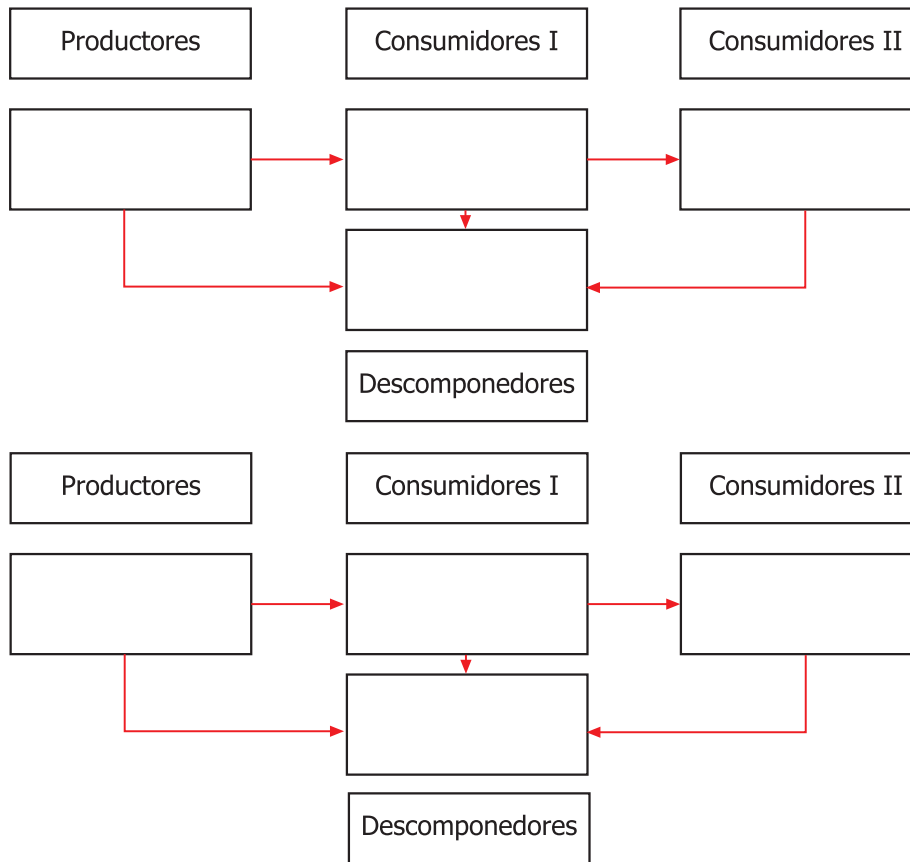 Productores
Consumidores I
Consumidores II
Descomponedores
Productores
Consumidores I
Consumidores II
Descomponedores